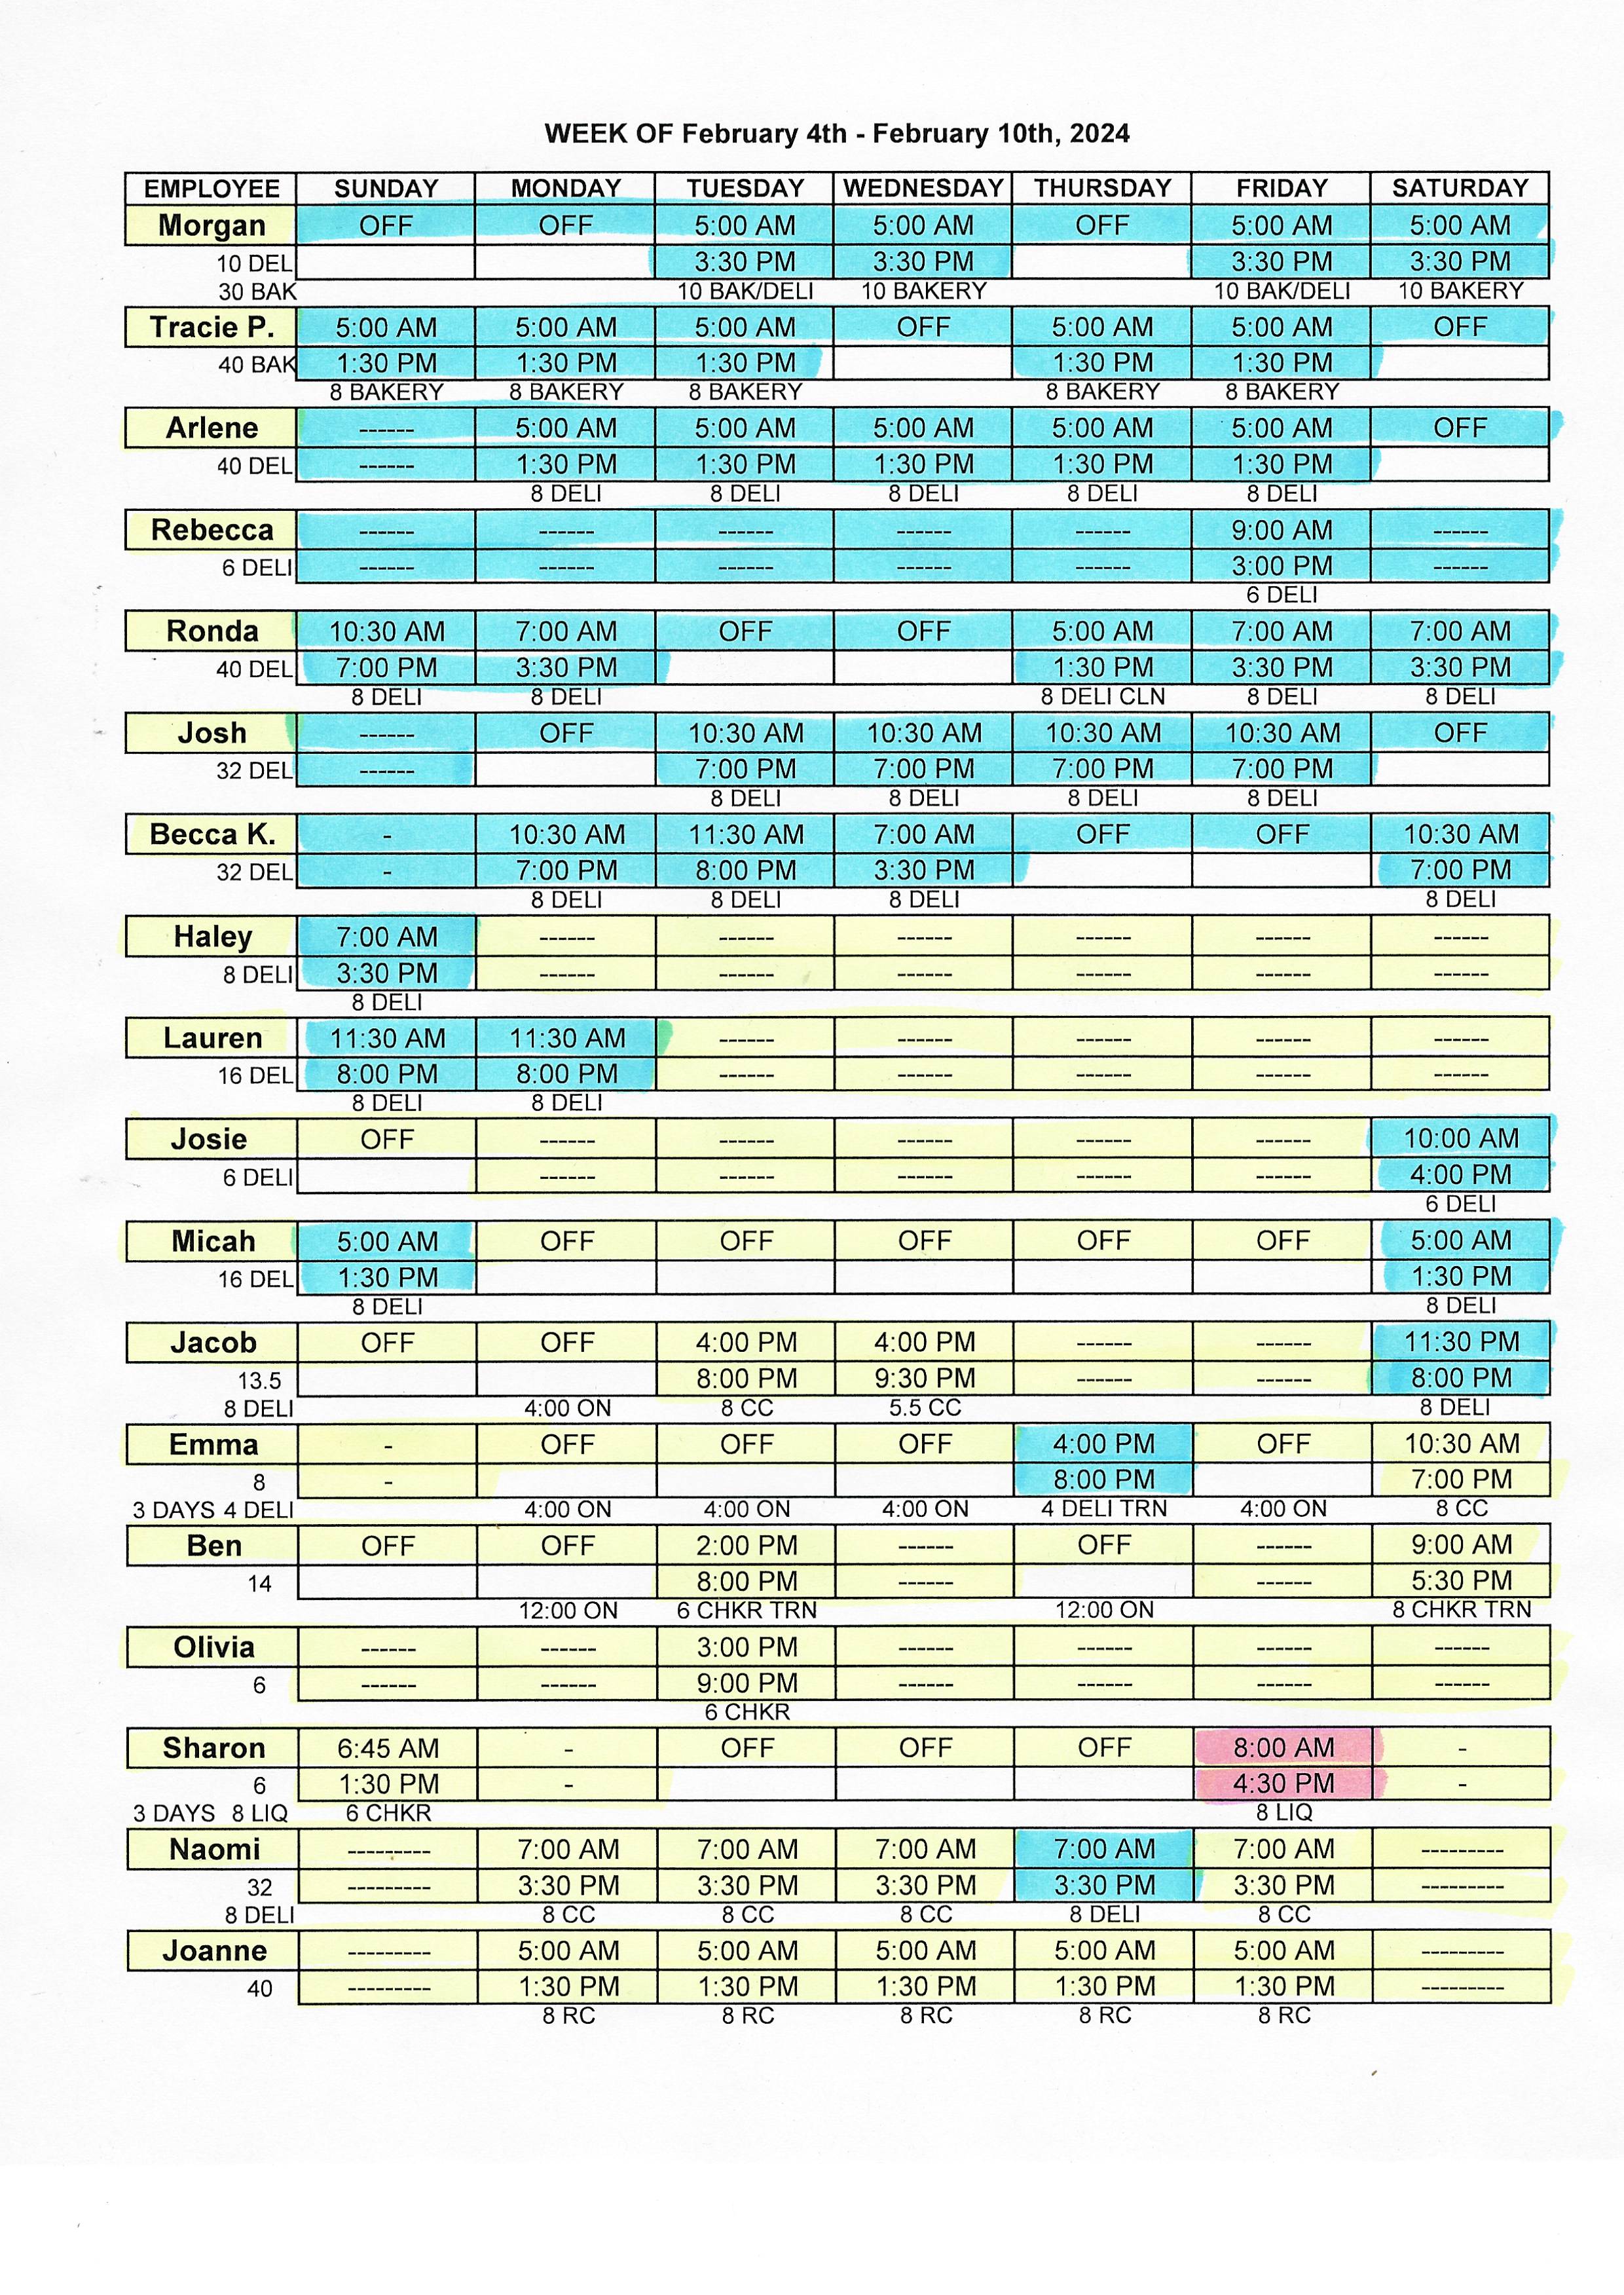 WEEK OF February 4th - February 10th, 2024
EMPLOYEE SUNDAY MONDAY TUESDAY WEDNESDAY THURSDAY FRIDAY SATURDAY
Morgan OFF OFF 5:00 AM 5:00 AM OFF 5:00 AM 5:00 AM
10 DEL 3:30 PM 3:30 PM 3:30 PM 3:30 PM
30 BAK 10 BAK/DELI 10 BAKERY 10 BAK/DELI 10 BAKERY
Tracie P. 5:00 AM 5:00 AM 5:00 AM OFF 5:00 AM 5:00 AM OFF
40 BAK 1:30 PM 1:30 PM 1:30 PM 1:30 PM 1:30 PM
8 BAKERY 8 BAKERY 8 BAKERY 8 BAKERY 8 BAKERY
Arlene ------ 5:00 AM 5:00 AM 5:00 AM 5:00 AM 5:00 AM OFF
40 DEL ------ 1:30 PM 1:30 PM 1:30 PM 1:30 PM 1:30 PM
8 DELI 8 DELI 8 DELI 8 DELI 8 DELI
Rebecca ------ ------ ------ ------ ------ 9:00 AM ------
6 DELI ------ ------ ------ ------ ------ 3:00 PM ------
6 DELI
Ronda 10:30 AM 7:00 AM OFF OFF 5:00 AM 7:00 AM 7:00 AM
40 DEL 7:00 PM 3:30 PM 1:30 PM 3:30 PM 3:30 PM
8 DELI 8 DELI 8 DELI CLN 8 DELI 8 DELI
Josh ------ OFF 10:30 AM 10:30 AM 10:30 AM 10:30 AM OFF
32 DEL ------ 7:00 PM 7:00 PM 7:00 PM 7:00 PM
8 DELI 8 DELI 8 DELI 8 DELI
Becca K. - 10:30 AM 11:30 AM 7:00 AM OFF OFF 10:30 AM
32 DEL - 7:00 PM 8:00 PM 3:30 PM 7:00 PM
8 DELI 8 DELI 8 DELI 8 DELI
Haley 7:00 AM ------ ------ ------ ------ ------ ------
8 DELI 3:30 PM ------ ------ ------ ------ ------ ------
8 DELI
Lauren 11:30 AM 11:30 AM ------ ------ ------ ------ ------
16 DEL 8:00 PM 8:00 PM ------ ------ ------ ------ ------
8 DELI 8 DELI
Josie OFF ------ ------ ------ ------ ------ 10:00 AM
6 DELI ------ ------ ------ ------ ------ 4:00 PM
6 DELI
Micah 5:00 AM OFF OFF OFF OFF OFF 5:00 AM
16 DEL 1:30 PM 1:30 PM
8 DELI 8 DELI
Jacob OFF OFF 4:00 PM 4:00 PM ------ ------ 11:30 PM
13.5 8:00 PM 9:30 PM ------ ------ 8:00 PM
8 DELI 4:00 ON 8 CC 5.5 CC 8 DELI
Emma - OFF OFF OFF 4:00 PM OFF 10:30 AM
8 - 8:00 PM 7:00 PM
3 DAYS 4 DELI 4:00 ON 4:00 ON 4:00 ON 4 DELI TRN 4:00 ON 8 CC
Ben OFF OFF 2:00 PM ------ OFF ------ 9:00 AM
14 8:00 PM ------ ------ 5:30 PM
12:00 ON 6 CHKR TRN 12:00 ON 8 CHKR TRN
Olivia ------ ------ 3:00 PM ------ ------ ------ ------
6 ------ ------ 9:00 PM ------ ------ ------ ------
6 CHKR
Sharon 6:45 AM - OFF OFF OFF 8:00 AM -
6 1:30 PM - 4:30 PM -
3 DAYS 8 LIQ 6 CHKR 8 LIQ
Naomi --------- 7:00 AM 7:00 AM 7:00 AM 7:00 AM 7:00 AM ---------
32 --------- 3:30 PM 3:30 PM 3:30 PM 3:30 PM 3:30 PM ---------
8 DELI 8 CC 8 CC 8 CC 8 DELI 8 CC
Joanne --------- 5:00 AM 5:00 AM 5:00 AM 5:00 AM 5:00 AM ---------
40 --------- 1:30 PM 1:30 PM 1:30 PM 1:30 PM 1:30 PM ---------
8 RC 8 RC 8 RC 8 RC 8 RC